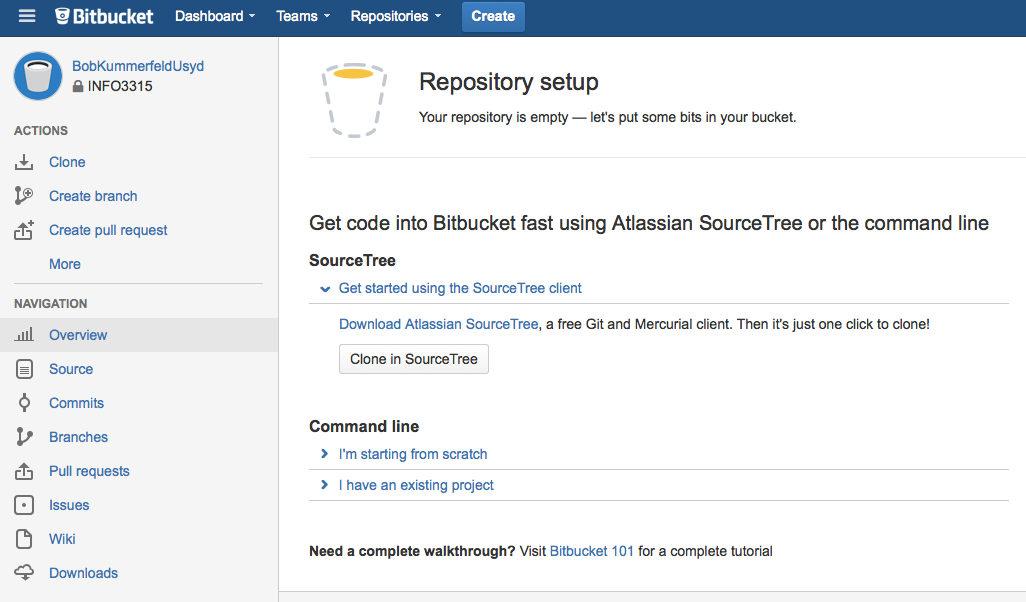 Bitbucket Dashboard Teams Repositories Create
BobKummerfeldUsyd
INFO3315
ACTIONS
Clone
Create branch
Create pull request
More
NAVIGATION
Overview
Source
Commits
Branches
Pull requests
Issues
Wiki
Downloads
Repository setup
Your repository is empty — let's put some bits in your bucket.
Get code into Bitbucket fast using Atlassian SourceTree or the command line
SourceTree
Get started using the SourceTree client
Download Atlassian SourceTree, a free Git and Mercurial client. Then it's just one click to clone!
Clone in SourceTree
Command line
I'm starting from scratch
I have an existing project
Need a complete walkthrough? Visit Bitbucket 101 for a complete tutorial